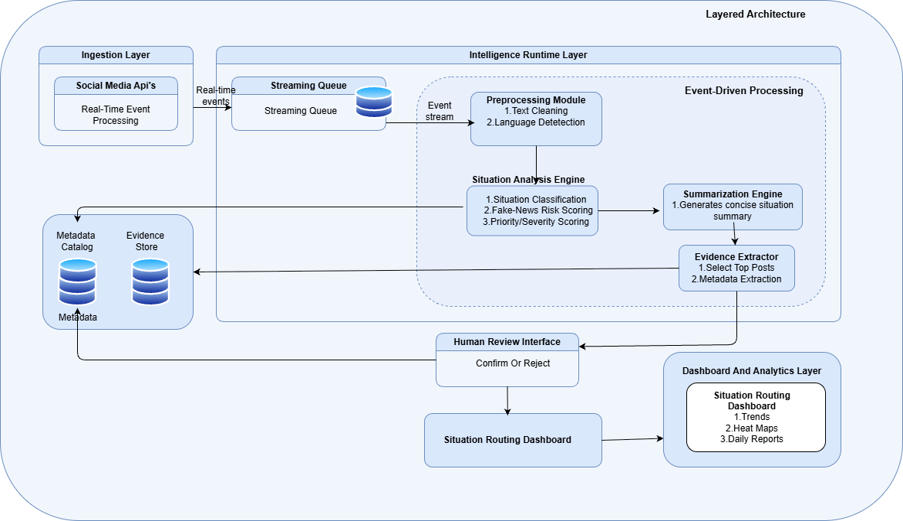 Layered Architecture
Ingestion Layer
Social Media Api's
Real-Time Event
Processing
Real-time
events
Intelligence Runtime Layer
Streaming Queue
Streaming Queue
Event
stream
Event-Driven Processing
Preprocessing Module
1.Text Cleaning
2.Language Detetection
Situation Analysis Engine
1.Situation Classification
2.Fake-News Risk Scoring
3.Priority/Severity Scoring
Summarization Engine
1.Generates concise situation
summary
Evidence Extractor
1.Select Top Posts
2.Metadata Extraction
Metadata
Catalog
Evidence
Store
Metadata
Human Review Interface
Confirm Or Reject
Situation Routing Dashboard
Dashboard And Analytics Layer
Situation Routing
Dashboard
1.Trends
2.Heat Maps
3.Daily Reports